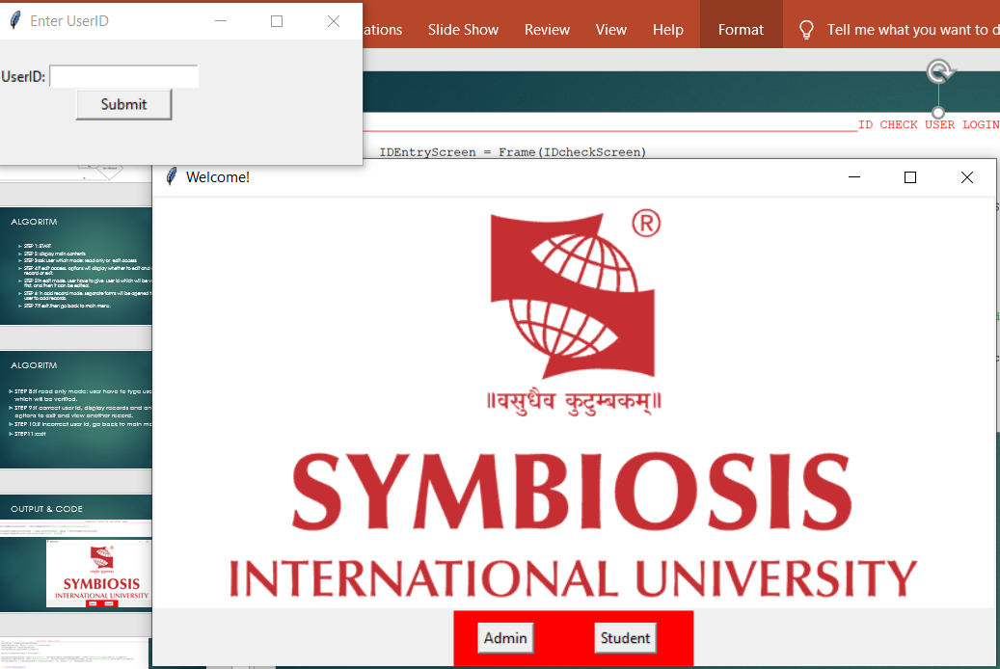 Enter UserID
ations Slide Show Review View Help Format Tell me what you want to d
UserID:
Submit
ID CHECK USER LOGIN
IDEntryScreen = Frame(IDcheckScreen)
Welcome!
®
॥वसुधैव कुटुम्बकम्॥
SYMBIOSIS
INTERNATIONAL UNIVERSITY
Admin Student
ALGORITM
STEP 1: START
STEP 2: display main contents
STEP 3:ask user which mode: read only or edit access
STEP 4:if edit access, options will display whether to edit and
record or exit.
STEP 5:in edit mode, user have to give user id which will be v
first, and then it can be edited.
STEP 6: in add record mode, separate forms will be opened t
user to add records.
STEP 7:if exit,then go back to main menu.
ALGORITM
STEP 8:if read only mode: user have to type use
which will be verified.
STEP 9:if correct user id, display records and an
options to exit and view another record.
STEP 10:if incorrect user id, go back to main me
STEP11:exit
OUTPUT & CODE
SYMBIOSIS
INTERNATIONAL UNIVERSITY